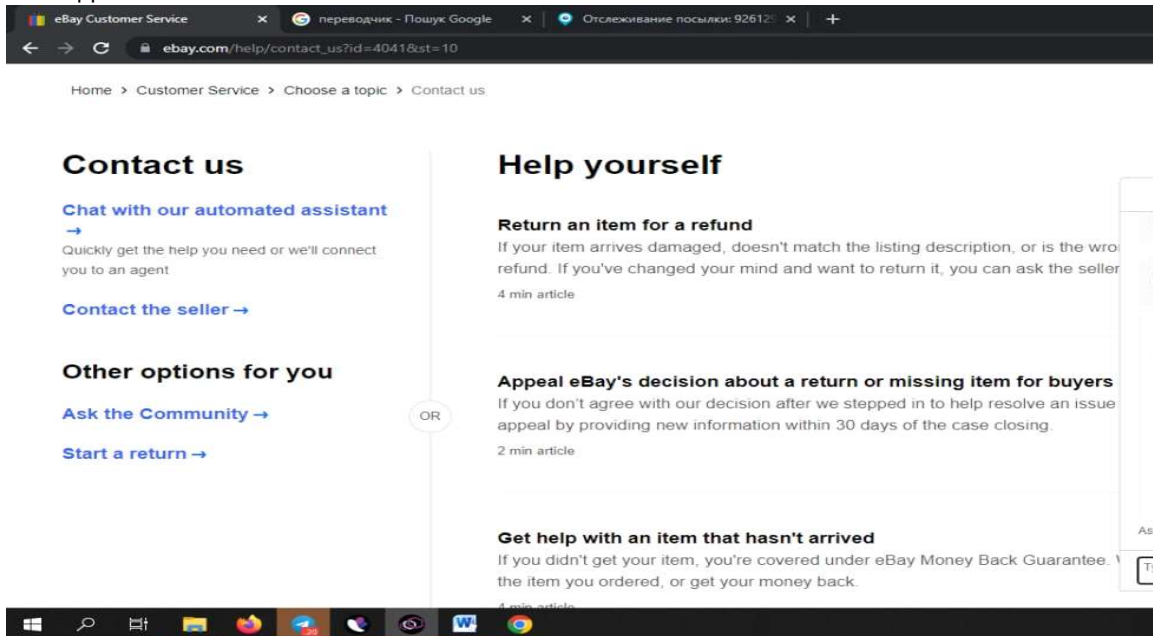 eBay Customer Service
переводчик - Пошук Google
Отслеживание посылки: 92612
ebay.com/help/contact_us?id=4041&st=10
Home > Customer Service > Choose a topic > Contact us
Contact us
Chat with our automated assistant
→
Quickly get the help you need or we'll connect
you to an agent
Contact the seller →
Other options for you
Ask the Community →
Start a return →
OR
Help yourself
Return an item for a refund
If your item arrives damaged, doesn't match the listing description, or is the wro
refund. If you've changed your mind and want to return it, you can ask the seller
4 min article
Appeal eBay's decision about a return or missing item for buyers
If you don't agree with our decision after we stepped in to help resolve an issue
appeal by providing new information within 30 days of the case closing.
2 min article
Get help with an item that hasn't arrived
If you didn't get your item, you're covered under eBay Money Back Guarantee.
the item you ordered, or get your money back.
4 min article
As